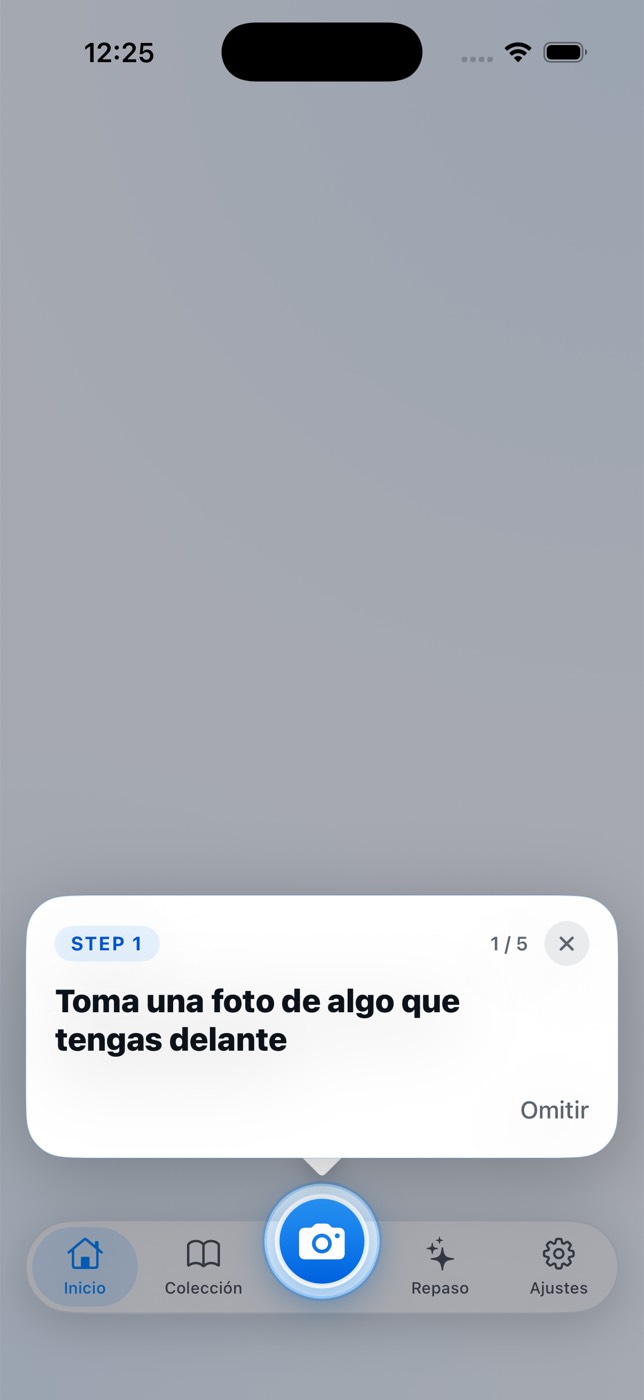 12:25
STEP 1
1 / 5
Toma una foto de algo que
tengas delante
Omitir
Inicio
Colección
Repaso
Ajustes